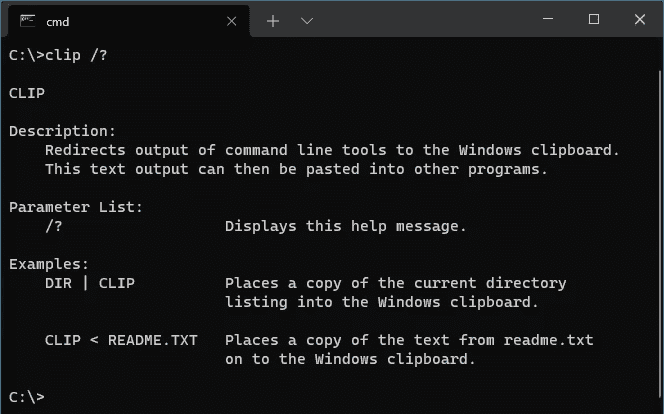 cmd
C:\>clip /?
CLIP
Description:
    Redirects output of command line tools to the Windows clipboard.
    This text output can then be pasted into other programs.
Parameter List:
    /?                  Displays this help message.
Examples:
    DIR | CLIP          Places a copy of the current directory
                        listing into the Windows clipboard.
    CLIP < README.TXT   Places a copy of the text from readme.txt
                        on to the Windows clipboard.
C:\>